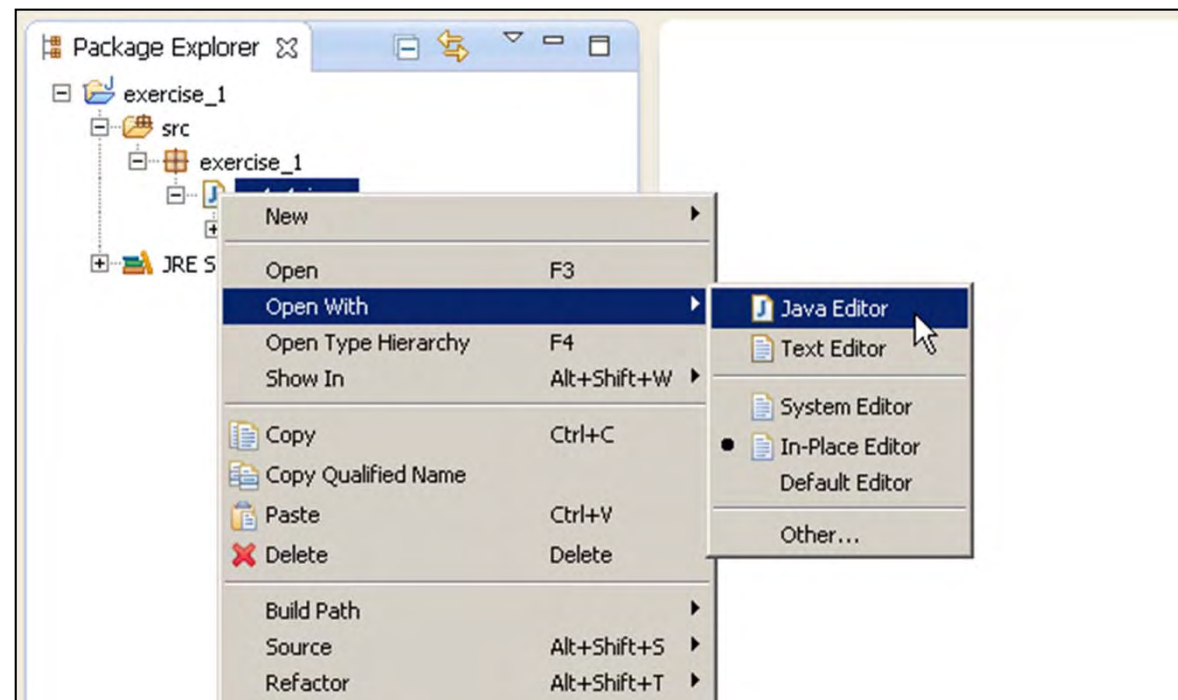 Package Explorer
exercise_1
src
exercise_1
JRE S
New
Open F3
Open With
Open Type Hierarchy F4
Show In Alt+Shift+W
Copy Ctrl+C
Copy Qualified Name
Paste Ctrl+V
Delete Delete
Build Path
Source Alt+Shift+S
Refactor Alt+Shift+T
Java Editor
Text Editor
System Editor
In-Place Editor
Default Editor
Other...